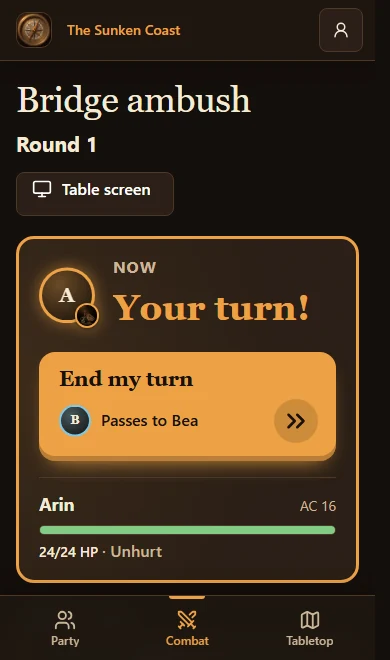 The Sunken Coast
Bridge ambush
Round 1
Table screen
NOW
A
Your turn!
End my turn
B
Passes to Bea
Arin
AC 16
24/24 HP · Unhurt
Party
Combat
Tabletop